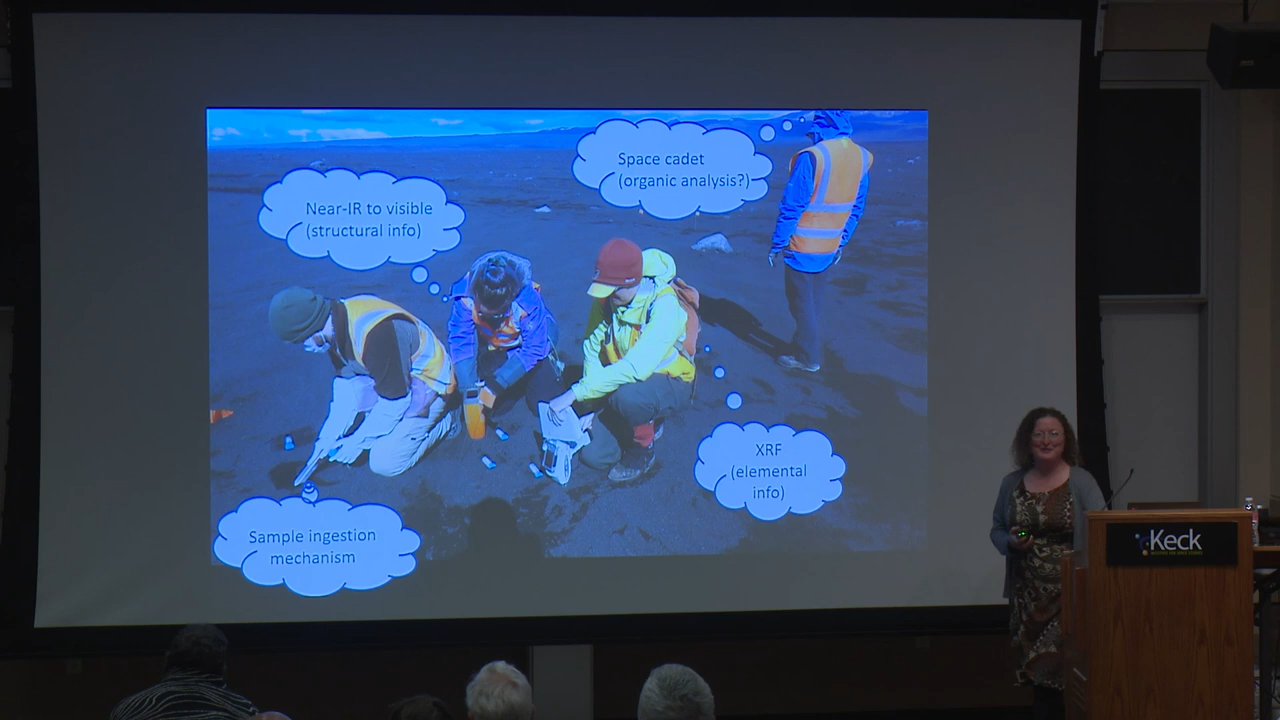 Space cadet
(organic analysis?)
Near-IR to visible
(structural info)
XRF
(elemental
info)
Sample ingestion
mechanism
Keck